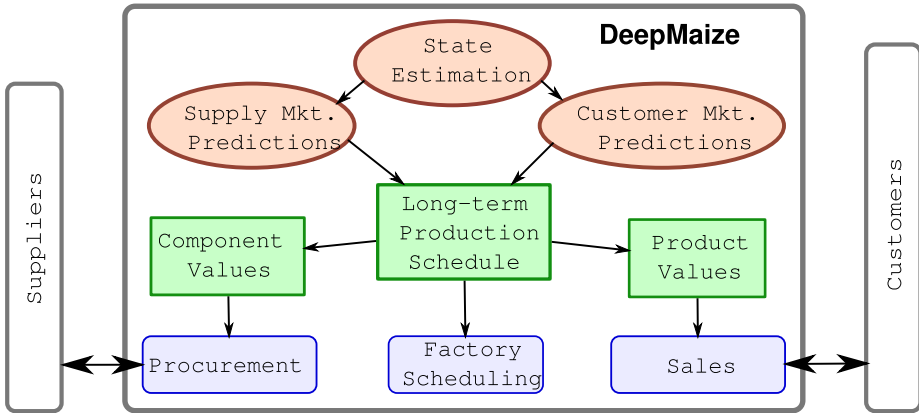 DeepMaize
State
Estimation
Supply Mkt.
Predictions
Customer Mkt.
Predictions
Long-term
Production
Schedule
Component
Values
Product
Values
Procurement
Factory
Scheduling
Sales
Suppliers
Customers